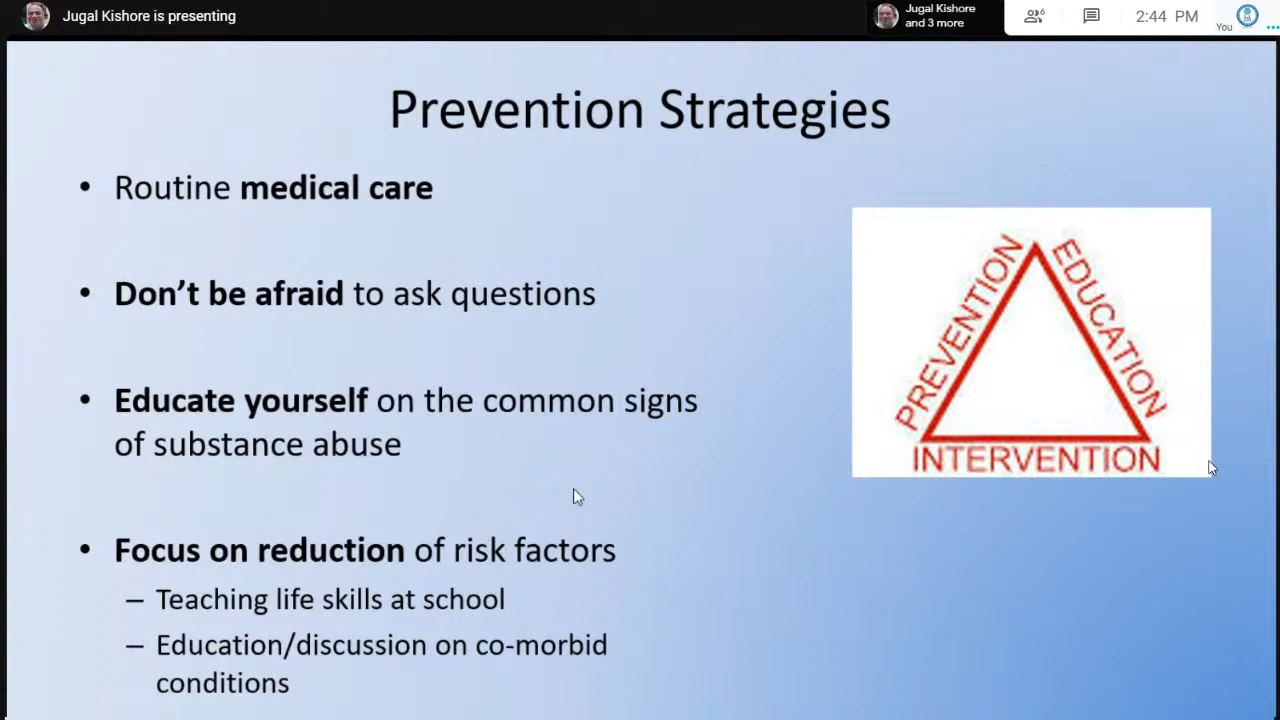 Jugal Kishore is presenting
Jugal Kishore
and 3 more
6
2:44 PM
You
Prevention Strategies
• Routine medical care
• Don’t be afraid to ask questions
• Educate yourself on the common signs
of substance abuse
• Focus on reduction of risk factors
– Teaching life skills at school
– Education/discussion on co-morbid
conditions
PREVENTION
EDUCATION
INTERVENTION